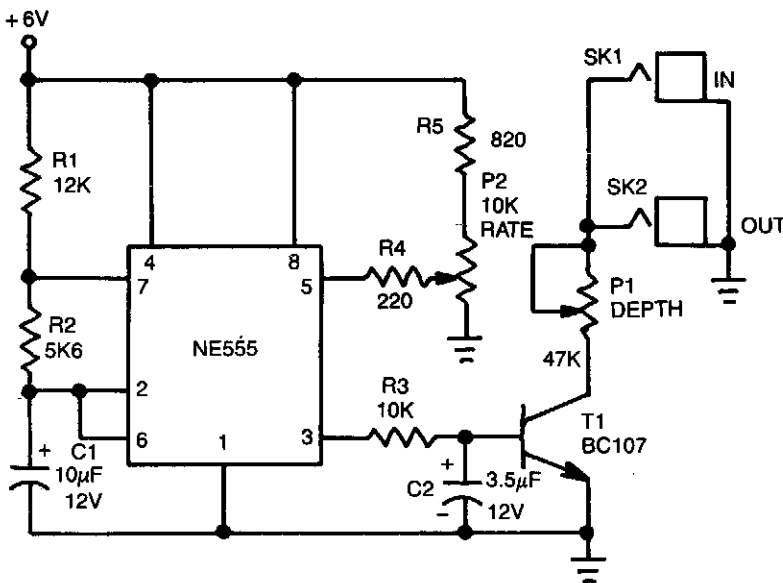 +6V
SK1
IN
R1
12K
R5
820
P2
10K
RATE
SK2
OUT
4
8
7
5
R4
220
P1
DEPTH
47K
R2
5K6
NE555
2
6
1
3
R3
10K
T1
BC107
C1
+
10µF
12V
+
C2
3.5µF
12V
−